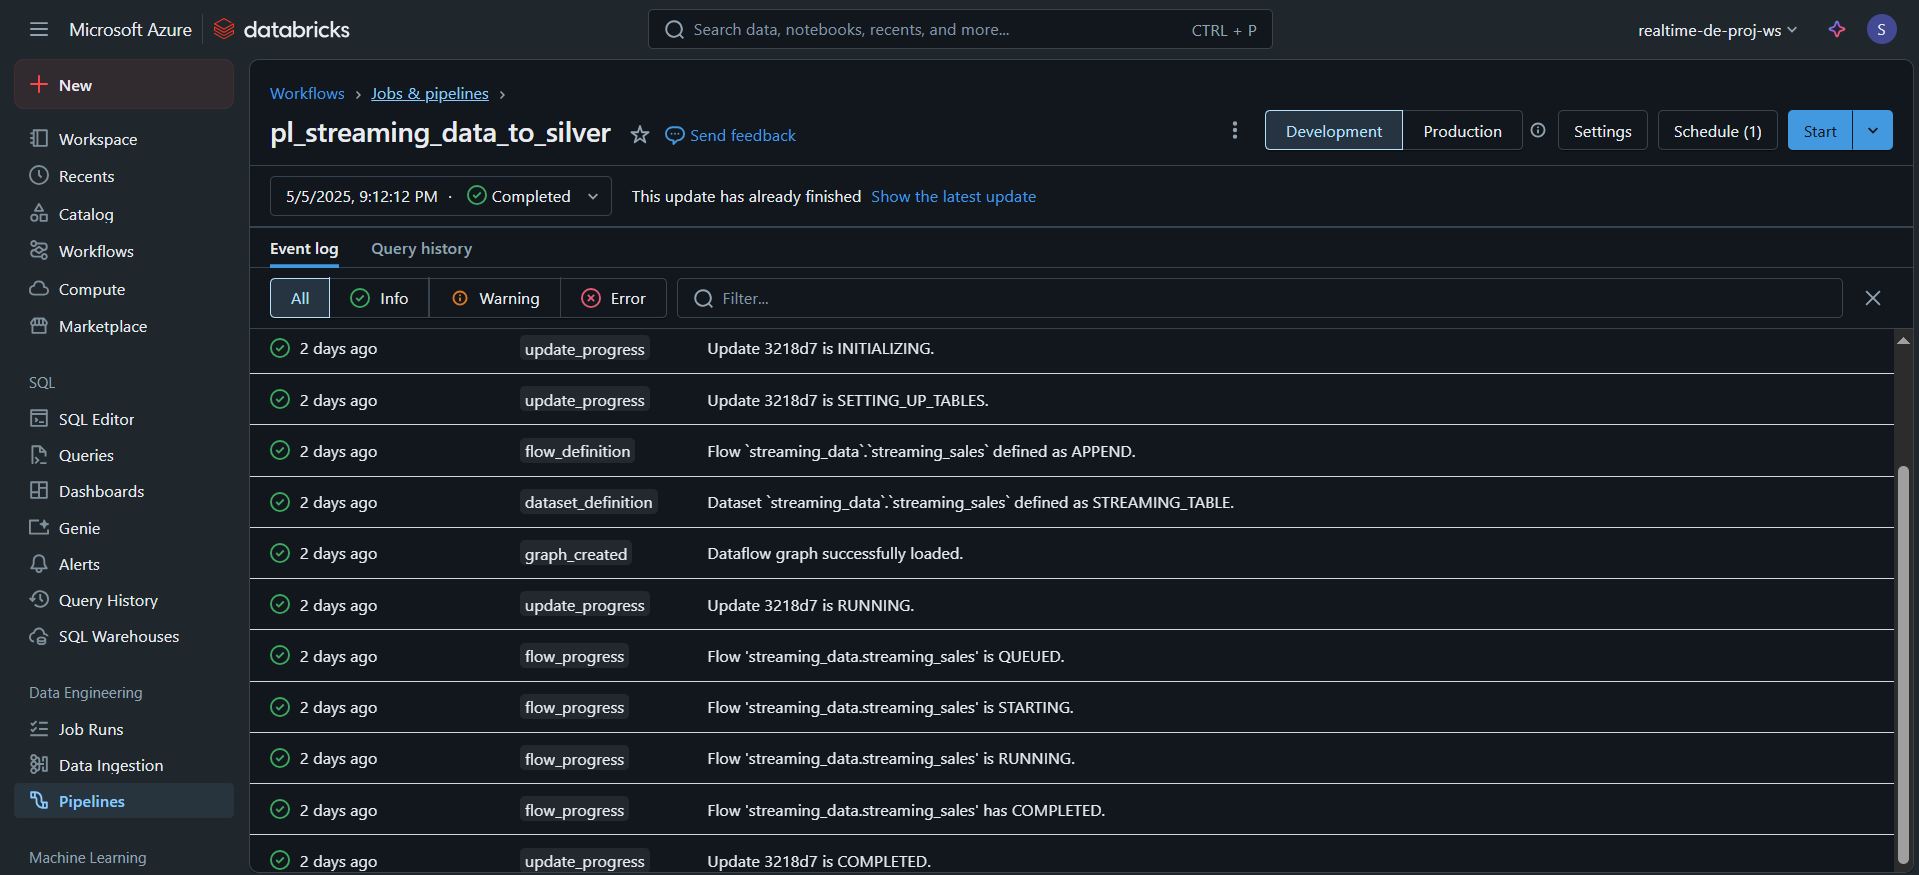 Microsoft Azure databricks
Search data, notebooks, recents, and more... CTRL + P
realtime-de-proj-ws S
New
Workspace
Recents
Catalog
Workflows
Compute
Marketplace
SQL
SQL Editor
Queries
Dashboards
Genie
Alerts
Query History
SQL Warehouses
Data Engineering
Job Runs
Data Ingestion
Pipelines
Machine Learning
Workflows › Jobs & pipelines ›
pl_streaming_data_to_silver Send feedback
Development Production Settings Schedule (1) Start
5/5/2025, 9:12:12 PM · Completed This update has already finished Show the latest update
Event log Query history
All Info Warning Error Filter...
2 days ago update_progress Update 3218d7 is INITIALIZING.
2 days ago update_progress Update 3218d7 is SETTING_UP_TABLES.
2 days ago flow_definition Flow `streaming_data`.`streaming_sales` defined as APPEND.
2 days ago dataset_definition Dataset `streaming_data`.`streaming_sales` defined as STREAMING_TABLE.
2 days ago graph_created Dataflow graph successfully loaded.
2 days ago update_progress Update 3218d7 is RUNNING.
2 days ago flow_progress Flow 'streaming_data.streaming_sales' is QUEUED.
2 days ago flow_progress Flow 'streaming_data.streaming_sales' is STARTING.
2 days ago flow_progress Flow 'streaming_data.streaming_sales' is RUNNING.
2 days ago flow_progress Flow 'streaming_data.streaming_sales' has COMPLETED.
2 days ago update_progress Update 3218d7 is COMPLETED.